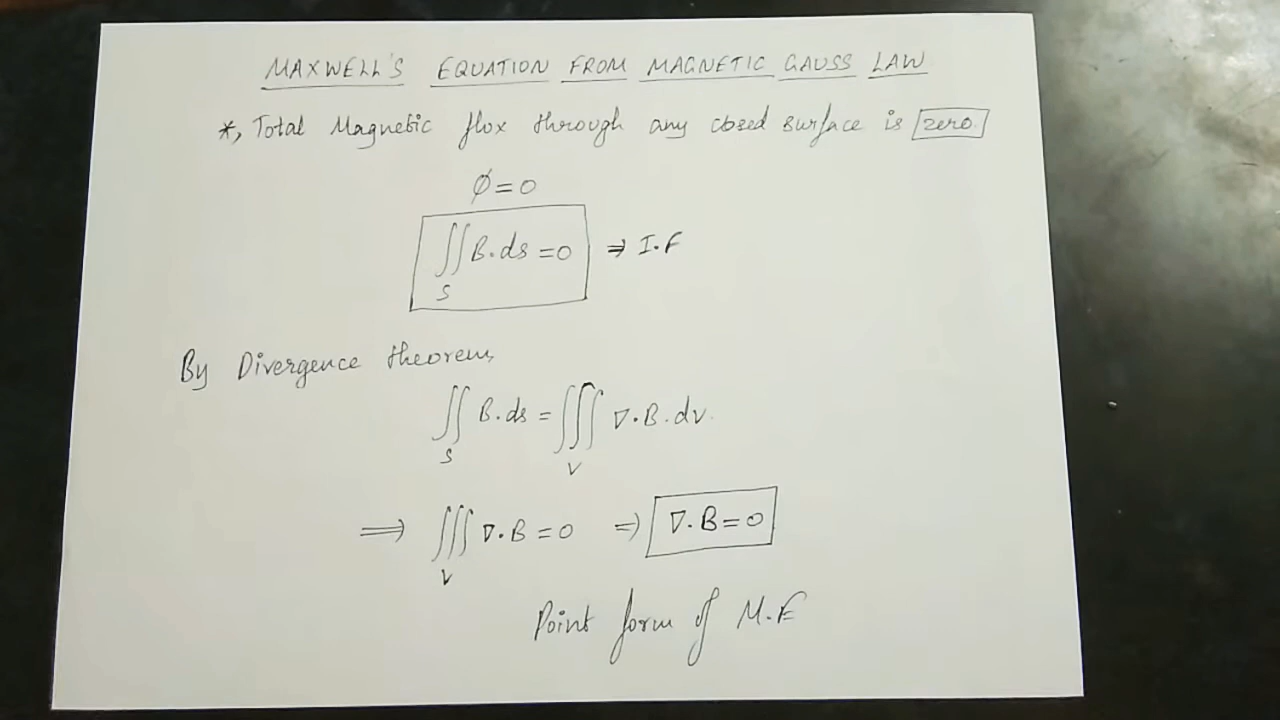 MAXWELL'S EQUATION FROM MAGNETIC GAUSS LAW
*, Total Magnetic flux through any closed surface is zero.
∅ = 0
∬ B. ds = 0 ⇒ I.F
S
By Divergence theorem,
∬ B. ds = ∭ ∇. B. dv.
S V
⟹ ∭ ∇. B = 0 ⇒ ∇. B = 0
V
Point form of M.E